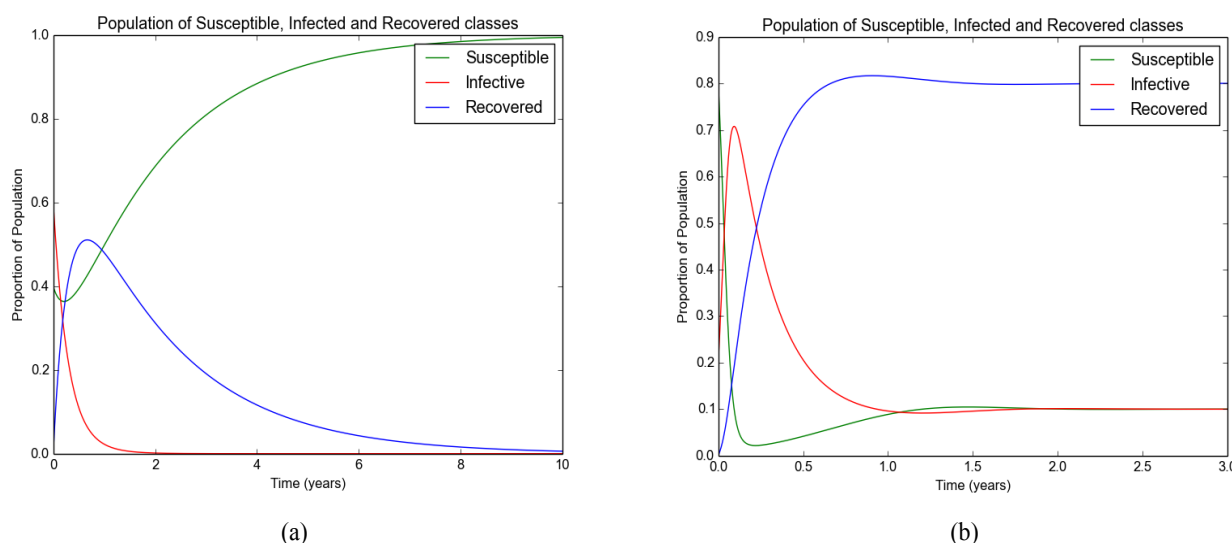 Population of Susceptible, Infected and Recovered classes
1.0
0.8
0.6
0.4
0.2
0.0
Proportion of Population
Susceptible
Infective
Recovered
0 2 4 6 8 10
Time (years)
(a)
Population of Susceptible, Infected and Recovered classes
0.9
0.8
0.7
0.6
0.5
0.4
0.3
0.2
0.1
0.0
Proportion of Population
Susceptible
Infective
Recovered
0.0 0.5 1.0 1.5 2.0 2.5 3.0
Time (years)
(b)